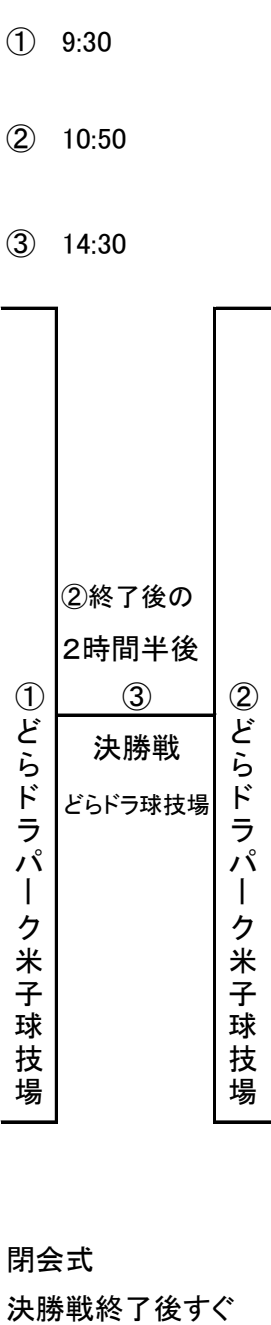 ① 9:30
② 10:50
③ 14:30
②終了後の
２時間半後
③
決勝戦
どらドラ球技場
①どらドラパーク米子球技場
②どらドラパーク米子球技場
閉会式
決勝戦終了後すぐ